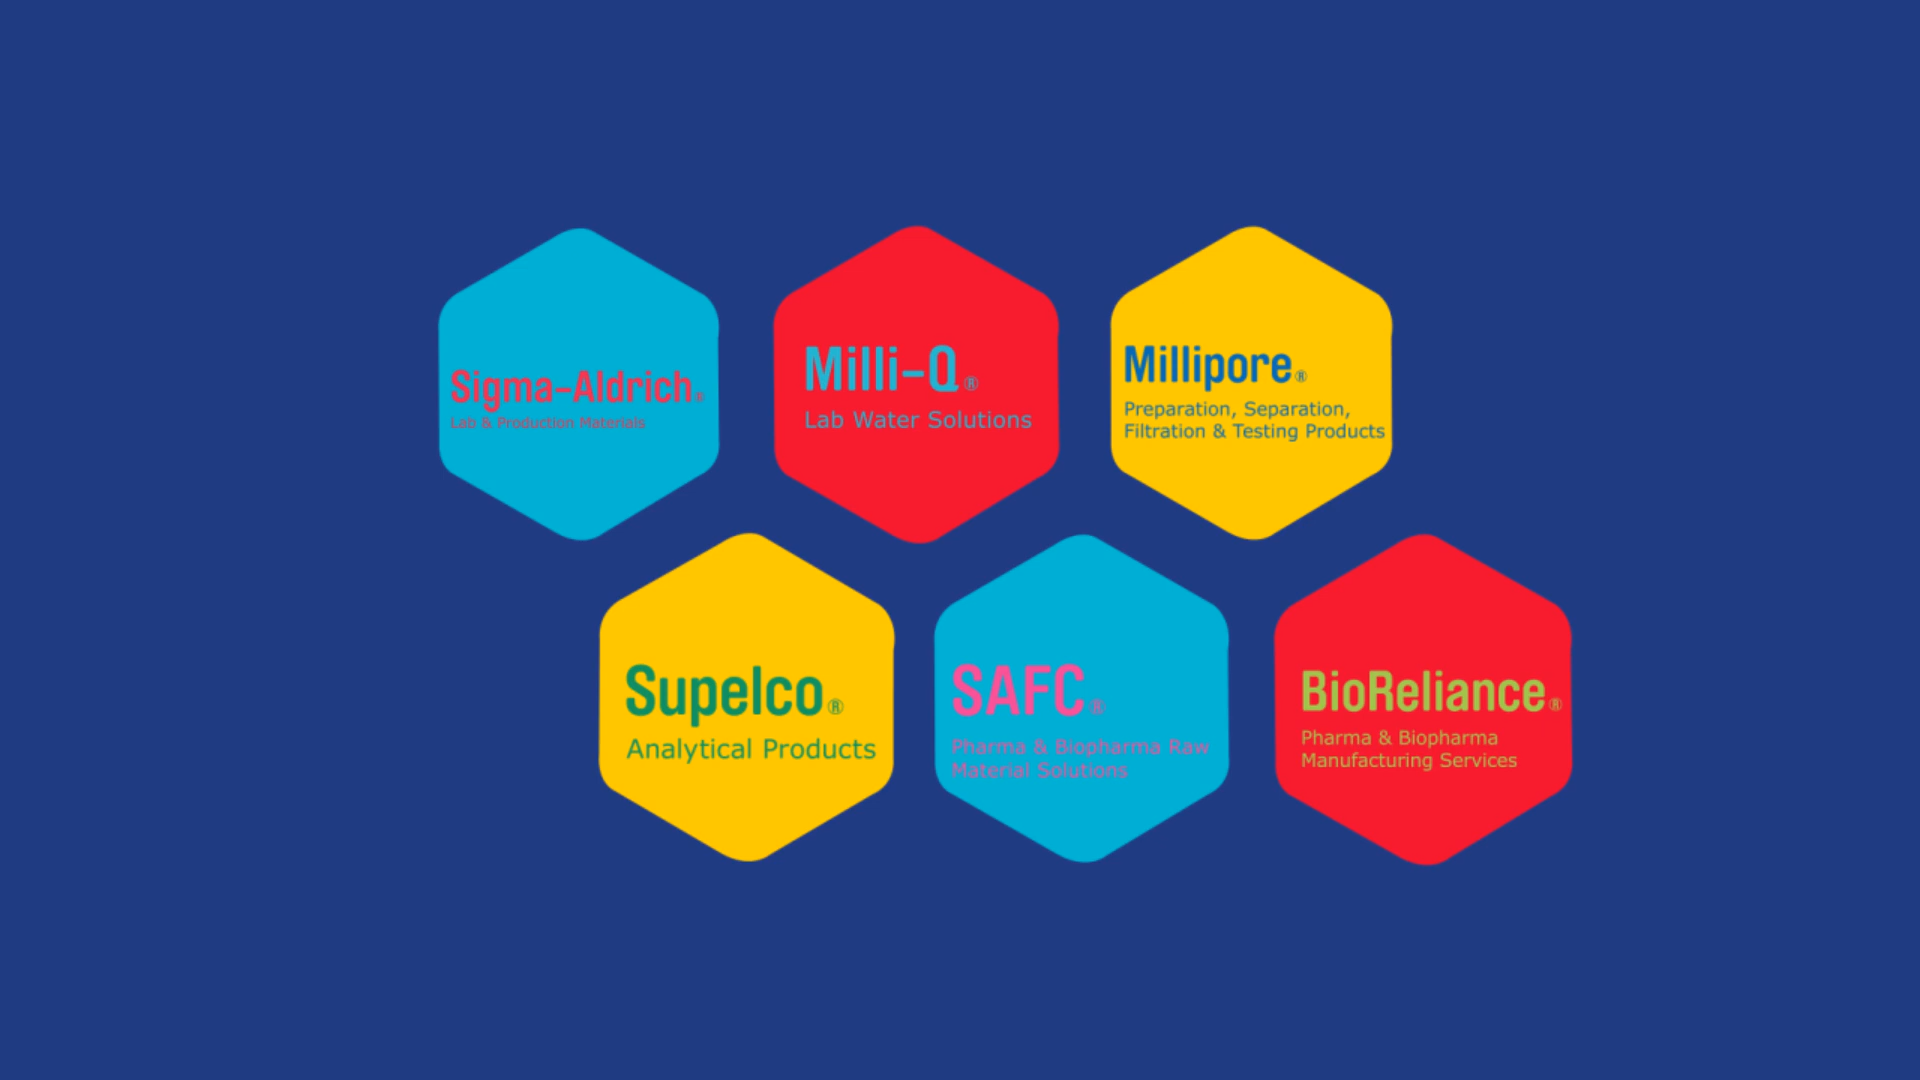 Sigma-Aldrich®
Lab & Production Materials
Milli-Q®
Lab Water Solutions
Millipore®
Preparation, Separation,
Filtration & Testing Products
Supelco®
Analytical Products
SAFC®
Pharma & Biopharma Raw
Material Solutions
BioReliance®
Pharma & Biopharma
Manufacturing Services